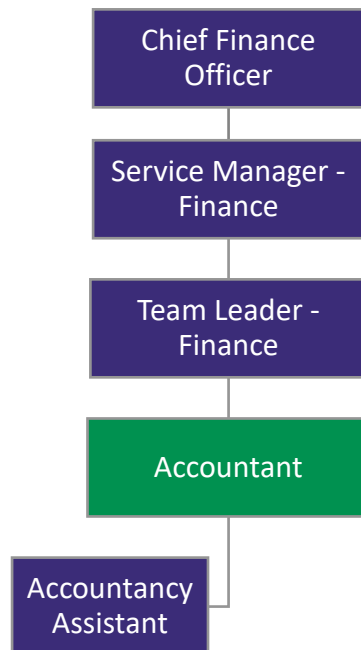 Chief Finance
Officer
Service Manager -
Finance
Team Leader -
Finance
Accountant
Accountancy
Assistant